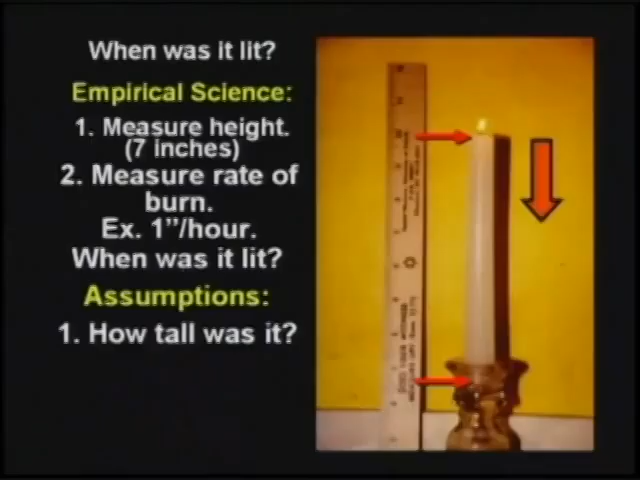 When was it lit?
Empirical Science:
1. Measure height.
(7 inches)
2. Measure rate of
burn.
Ex. 1”/hour.
When was it lit?
Assumptions:
1. How tall was it?